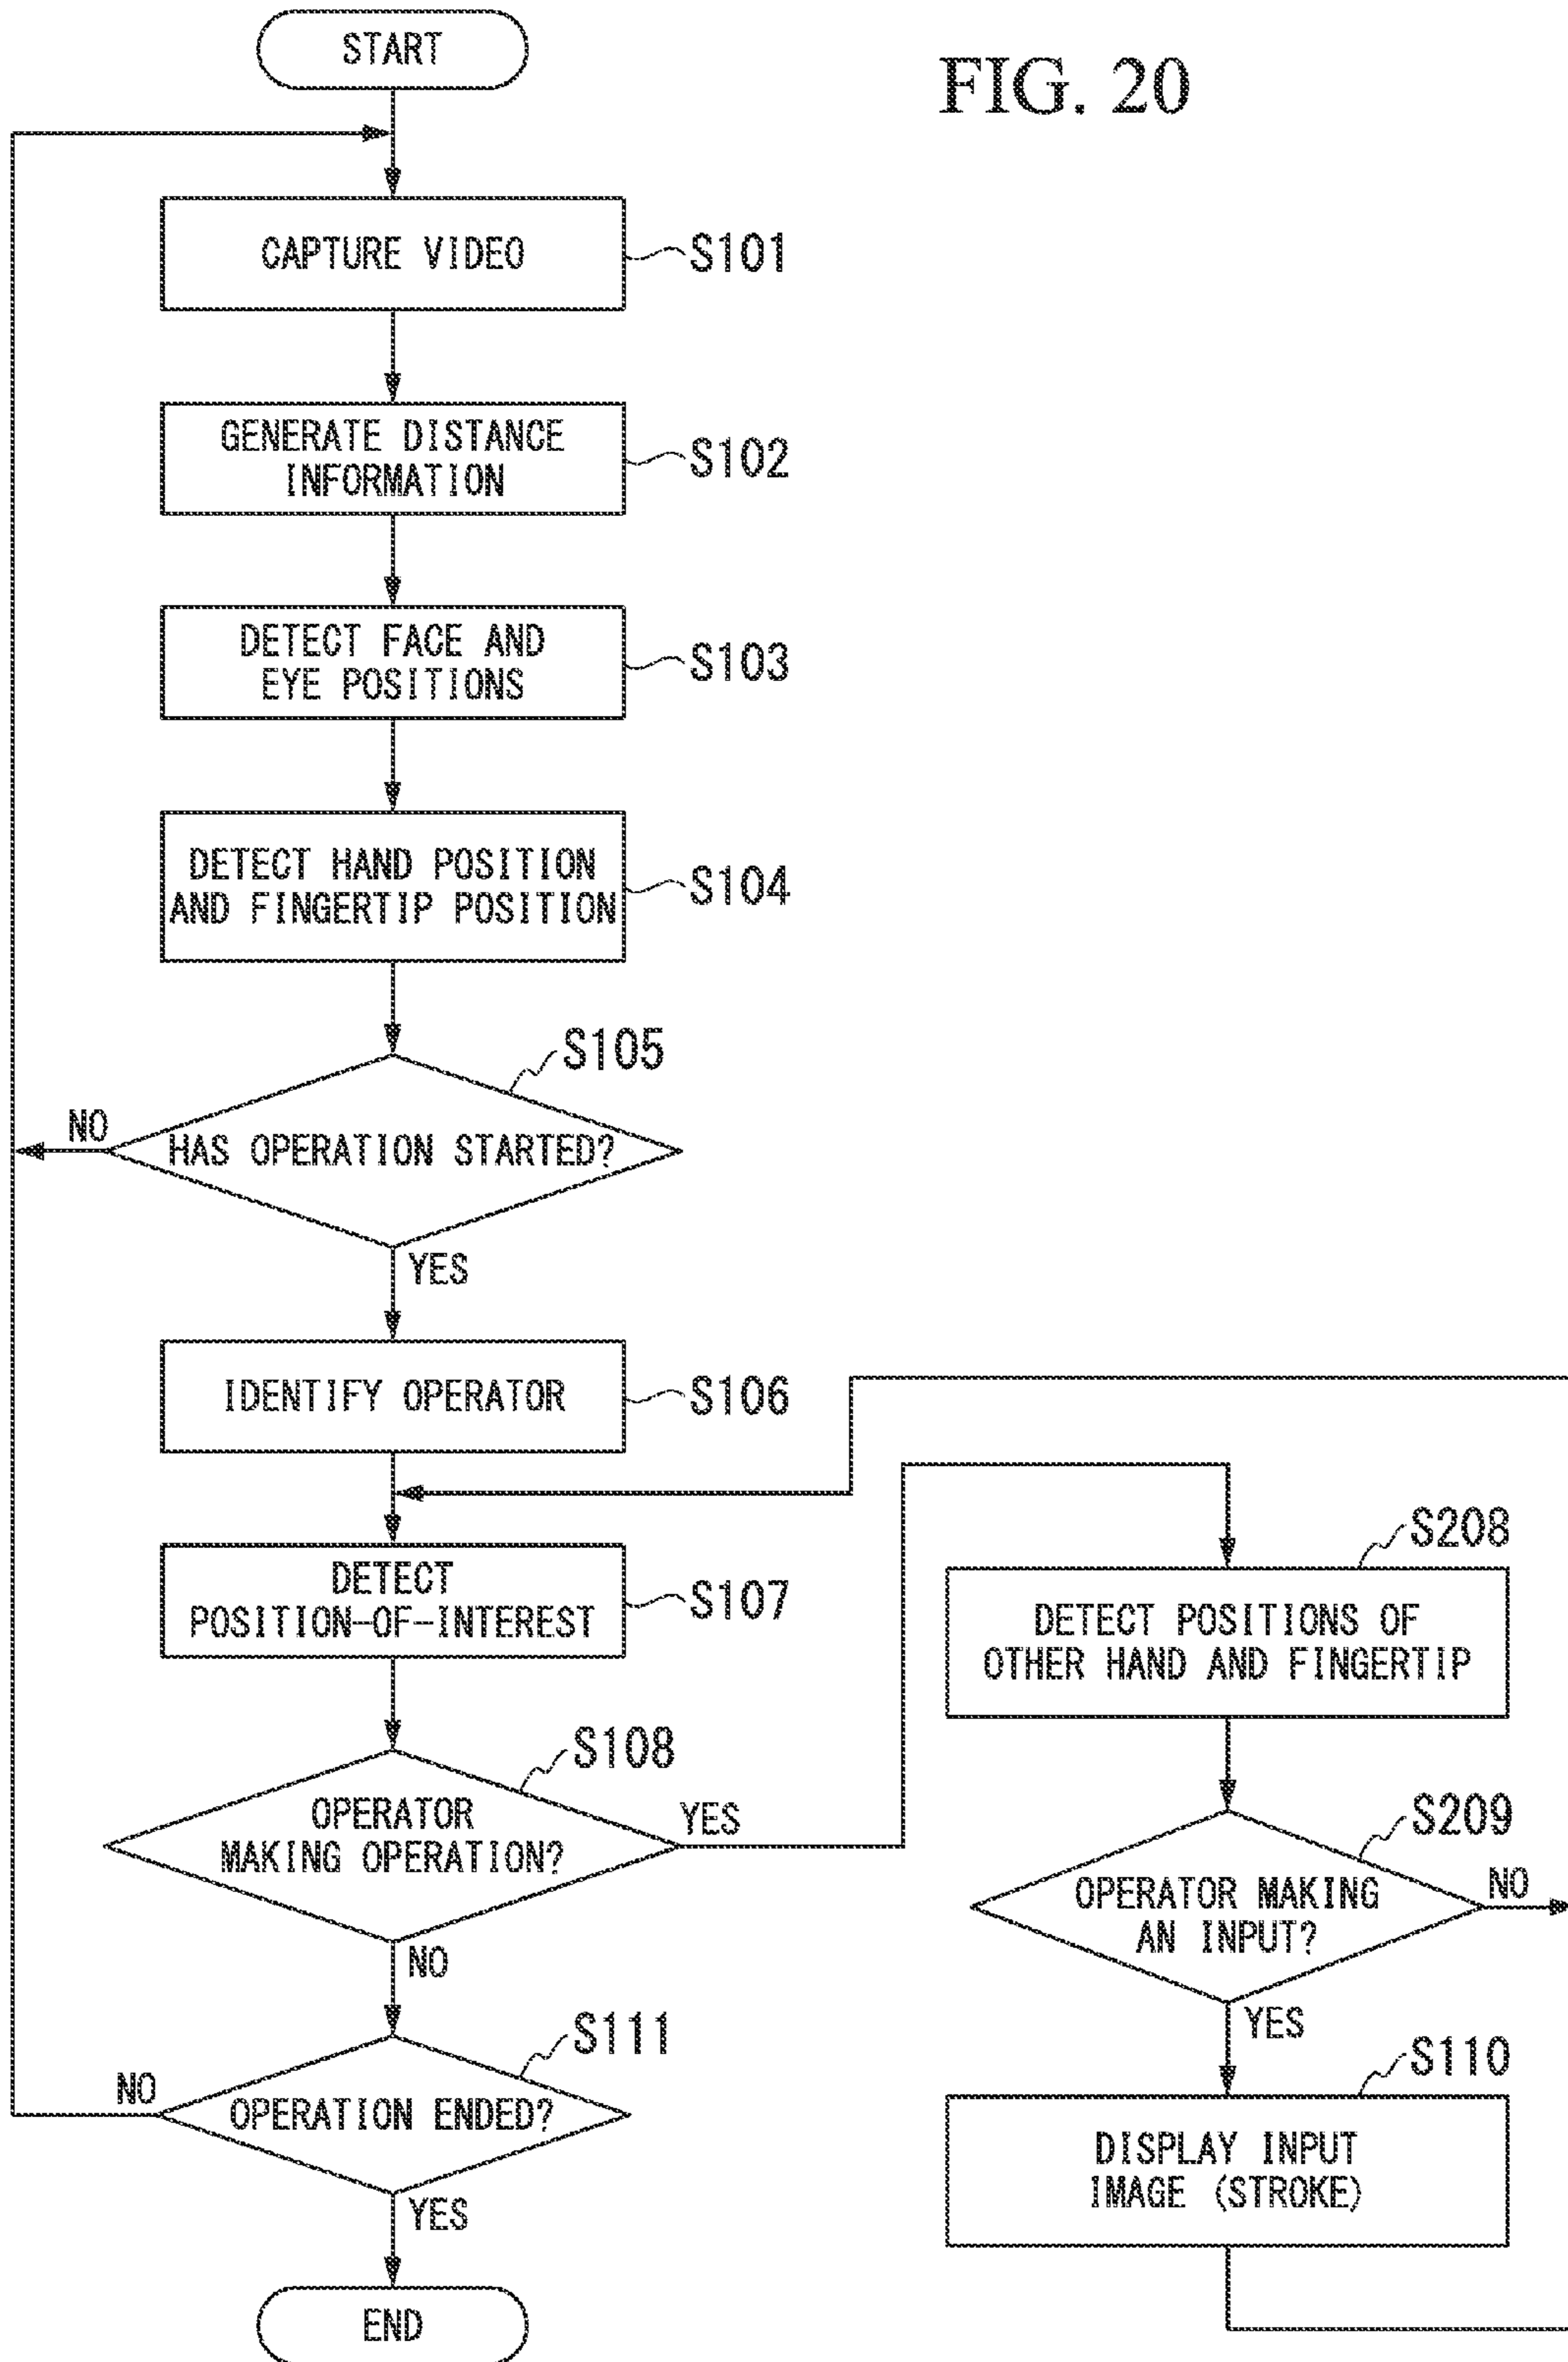 FIG. 20
START
CAPTURE VIDEO
S101
GENERATE DISTANCE
INFORMATION
S102
DETECT FACE AND
EYE POSITIONS
S103
DETECT HAND POSITION
AND FINGERTIP POSITION
S104
S105
HAS OPERATION STARTED?
NO
YES
IDENTIFY OPERATOR
S106
DETECT
POSITION-OF-INTEREST
S107
S108
OPERATOR
MAKING OPERATION?
YES
NO
S111
OPERATION ENDED?
NO
YES
END
S208
DETECT POSITIONS OF
OTHER HAND AND FINGERTIP
S209
OPERATOR MAKING
AN INPUT?
NO
YES
S110
DISPLAY INPUT
IMAGE (STROKE)